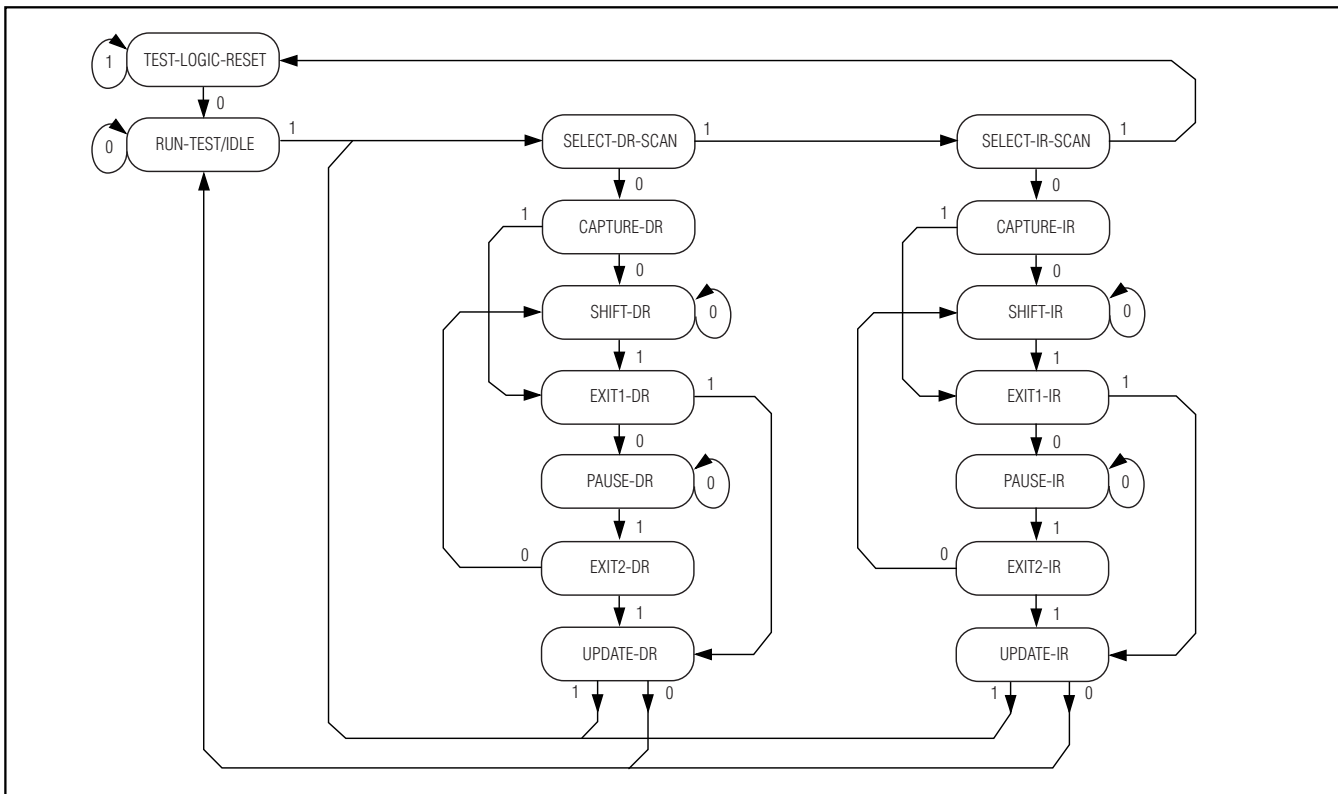 TEST-LOGIC-RESET
1
0
RUN-TEST/IDLE
0
1
SELECT-DR-SCAN
1
0
CAPTURE-DR
1
0
SHIFT-DR
0
1
EXIT1-DR
1
0
PAUSE-DR
0
1
EXIT2-DR
0
1
UPDATE-DR
1
0
SELECT-IR-SCAN
1
0
CAPTURE-IR
1
0
SHIFT-IR
0
1
EXIT1-IR
1
0
PAUSE-IR
0
1
EXIT2-IR
0
1
UPDATE-IR
1
0